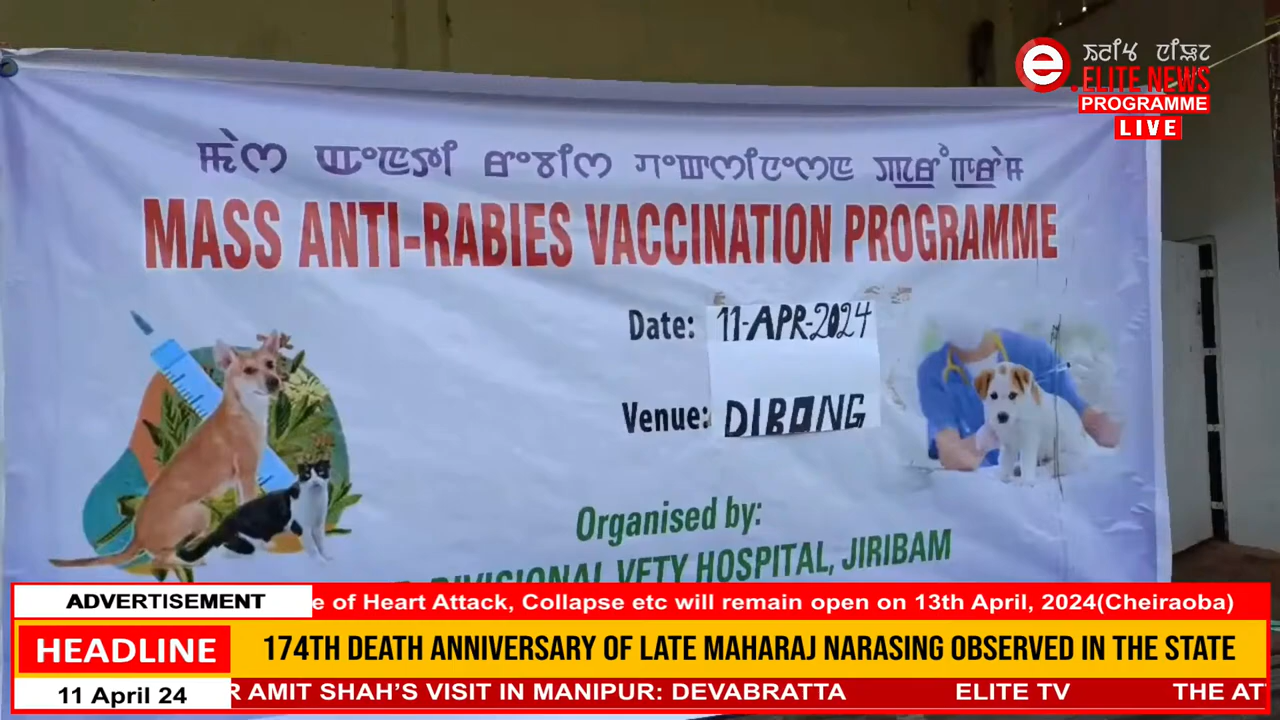 e
.ELITE NEWS
PROGRAMME
LIVE
MASS ANTI-RABIES VACCINATION PROGRAMME
Date: 11-APR-2024
Venue: DIBONG
Organised by:
DIVISIONAL VETY HOSPITAL, JIRIBAM
ADVERTISEMENT
e of Heart Attack, Collapse etc will remain open on 13th April, 2024(Cheiraoba)
HEADLINE
174TH DEATH ANNIVERSARY OF LATE MAHARAJ NARASING OBSERVED IN THE STATE
11 April 24
R AMIT SHAH'S VISIT IN MANIPUR: DEVABRATTA ELITE TV THE AT